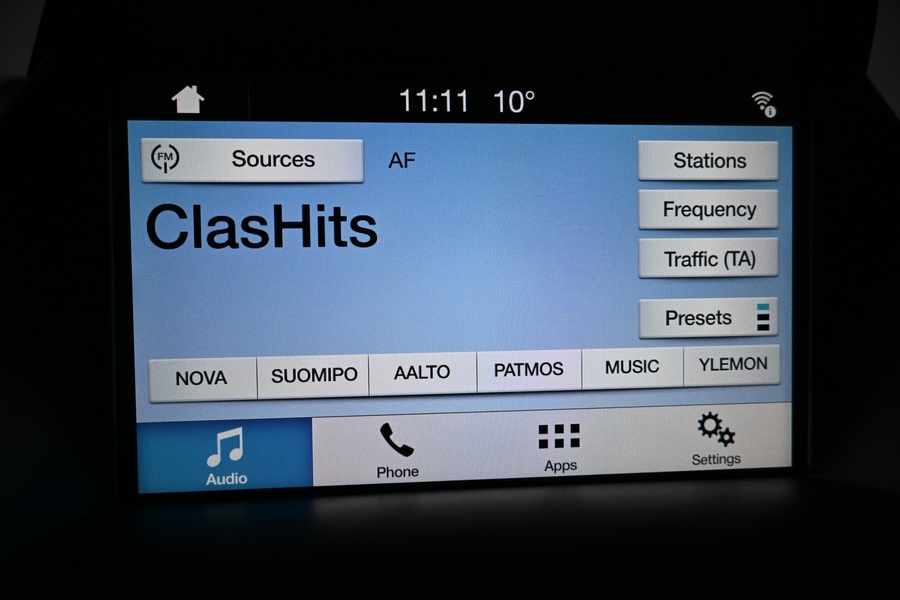 11:11 10°
FM Sources AF Stations
ClasHits
Frequency
Traffic (TA)
Presets
NOVA SUOMIPO AALTO PATMOS MUSIC YLEMON
Audio Phone Apps Settings